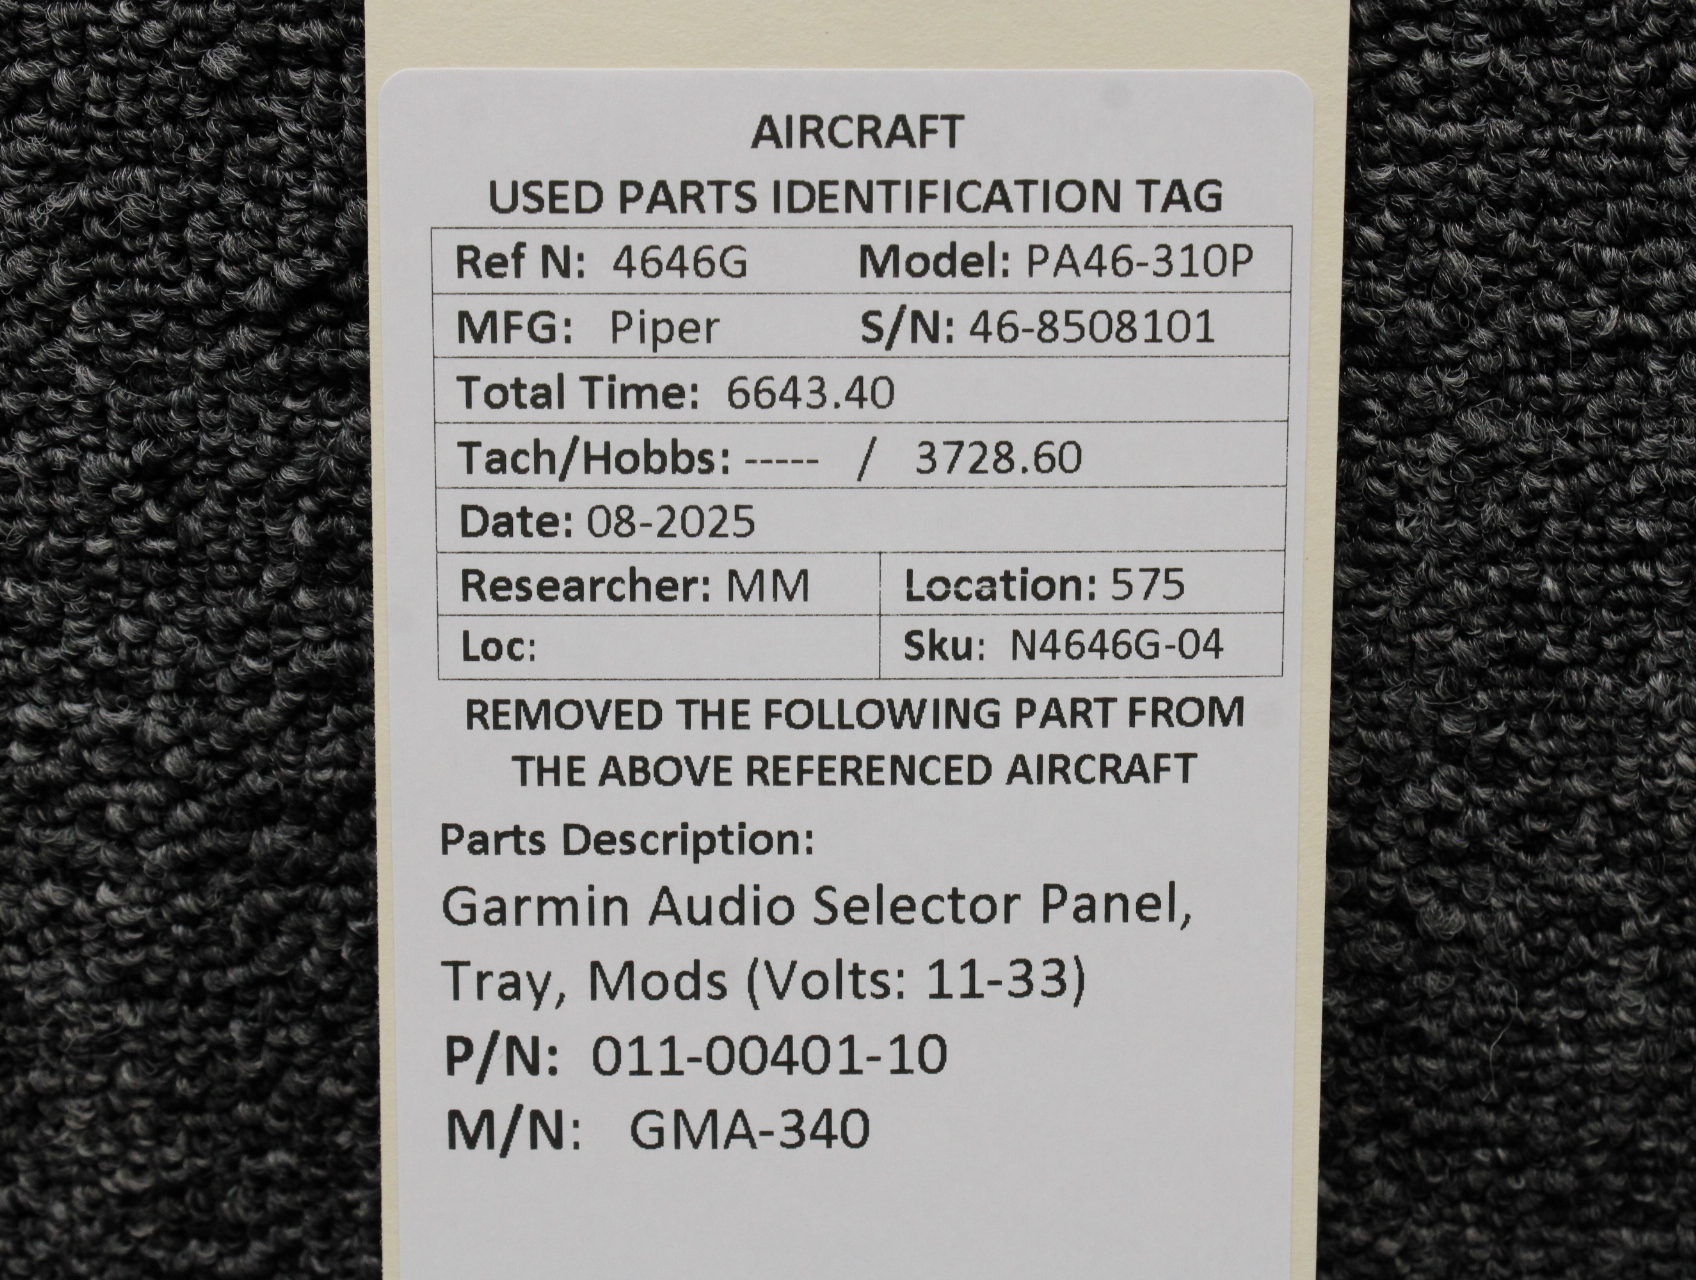 AIRCRAFT
USED PARTS IDENTIFICATION TAG
Ref N: 4646G Model: PA46-310P
MFG: Piper S/N: 46-8508101
Total Time: 6643.40
Tach/Hobbs: ----- / 3728.60
Date: 08-2025
Researcher: MM Location: 575
Loc: Sku: N4646G-04
REMOVED THE FOLLOWING PART FROM
THE ABOVE REFERENCED AIRCRAFT
Parts Description:
Garmin Audio Selector Panel,
Tray, Mods (Volts: 11-33)
P/N: 011-00401-10
M/N: GMA-340